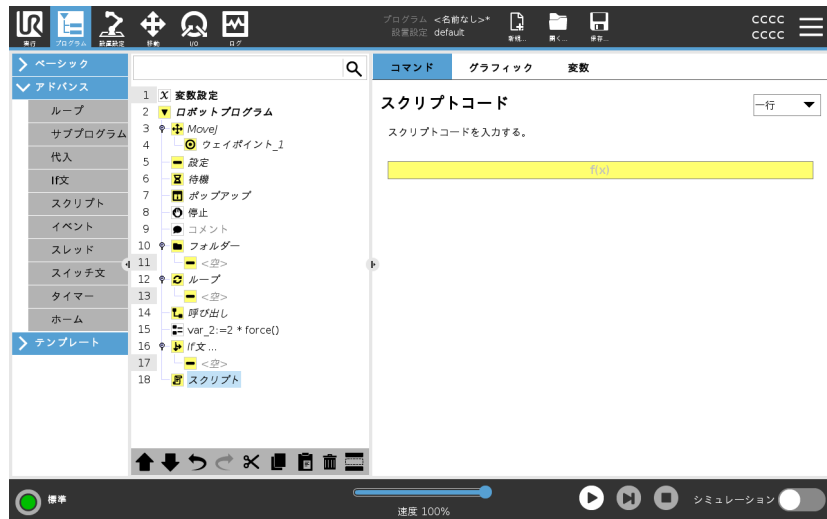 UR
実行
プログラム
設置設定
移動
I/O
ログ
プログラム <名前なし>*
設置設定 default
新規...
開く...
保存...
cccc
cccc
ベーシック
アドバンス
ループ
サブプログラム
代入
If文
スクリプト
イベント
スレッド
スイッチ文
タイマー
ホーム
テンプレート
1 X 変数設定
2 ロボットプログラム
3 MoveJ
4 ウェイポイント_1
5 設定
6 待機
7 ポップアップ
8 停止
9 コメント
10 フォルダー
11 <空>
12 ループ
13 <空>
14 呼び出し
15 var_2:=2 * force()
16 If文 ...
17 <空>
18 スクリプト
コマンド グラフィック 変数
スクリプトコード
一行
スクリプトコードを入力する。
f(x)
標準
速度 100%
シミュレーション